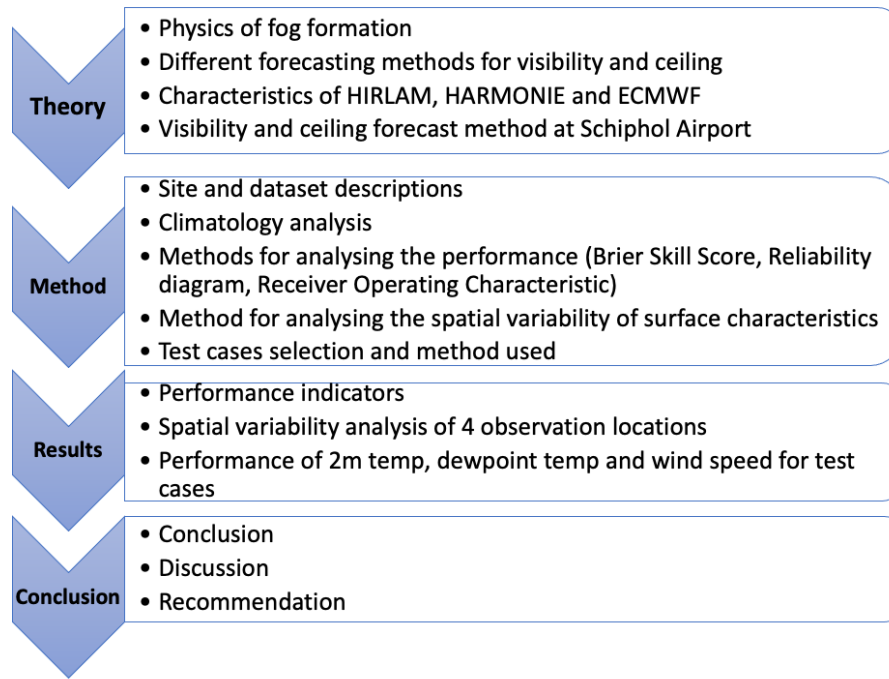 Theory
• Physics of fog formation
• Different forecasting methods for visibility and ceiling
• Characteristics of HIRLAM, HARMONIE and ECMWF
• Visibility and ceiling forecast method at Schiphol Airport
Method
• Site and dataset descriptions
• Climatology analysis
• Methods for analysing the performance (Brier Skill Score, Reliability
diagram, Receiver Operating Characteristic)
• Method for analysing the spatial variability of surface characteristics
• Test cases selection and method used
Results
• Performance indicators
• Spatial variability analysis of 4 observation locations
• Performance of 2m temp, dewpoint temp and wind speed for test
cases
Conclusion
• Conclusion
• Discussion
• Recommendation